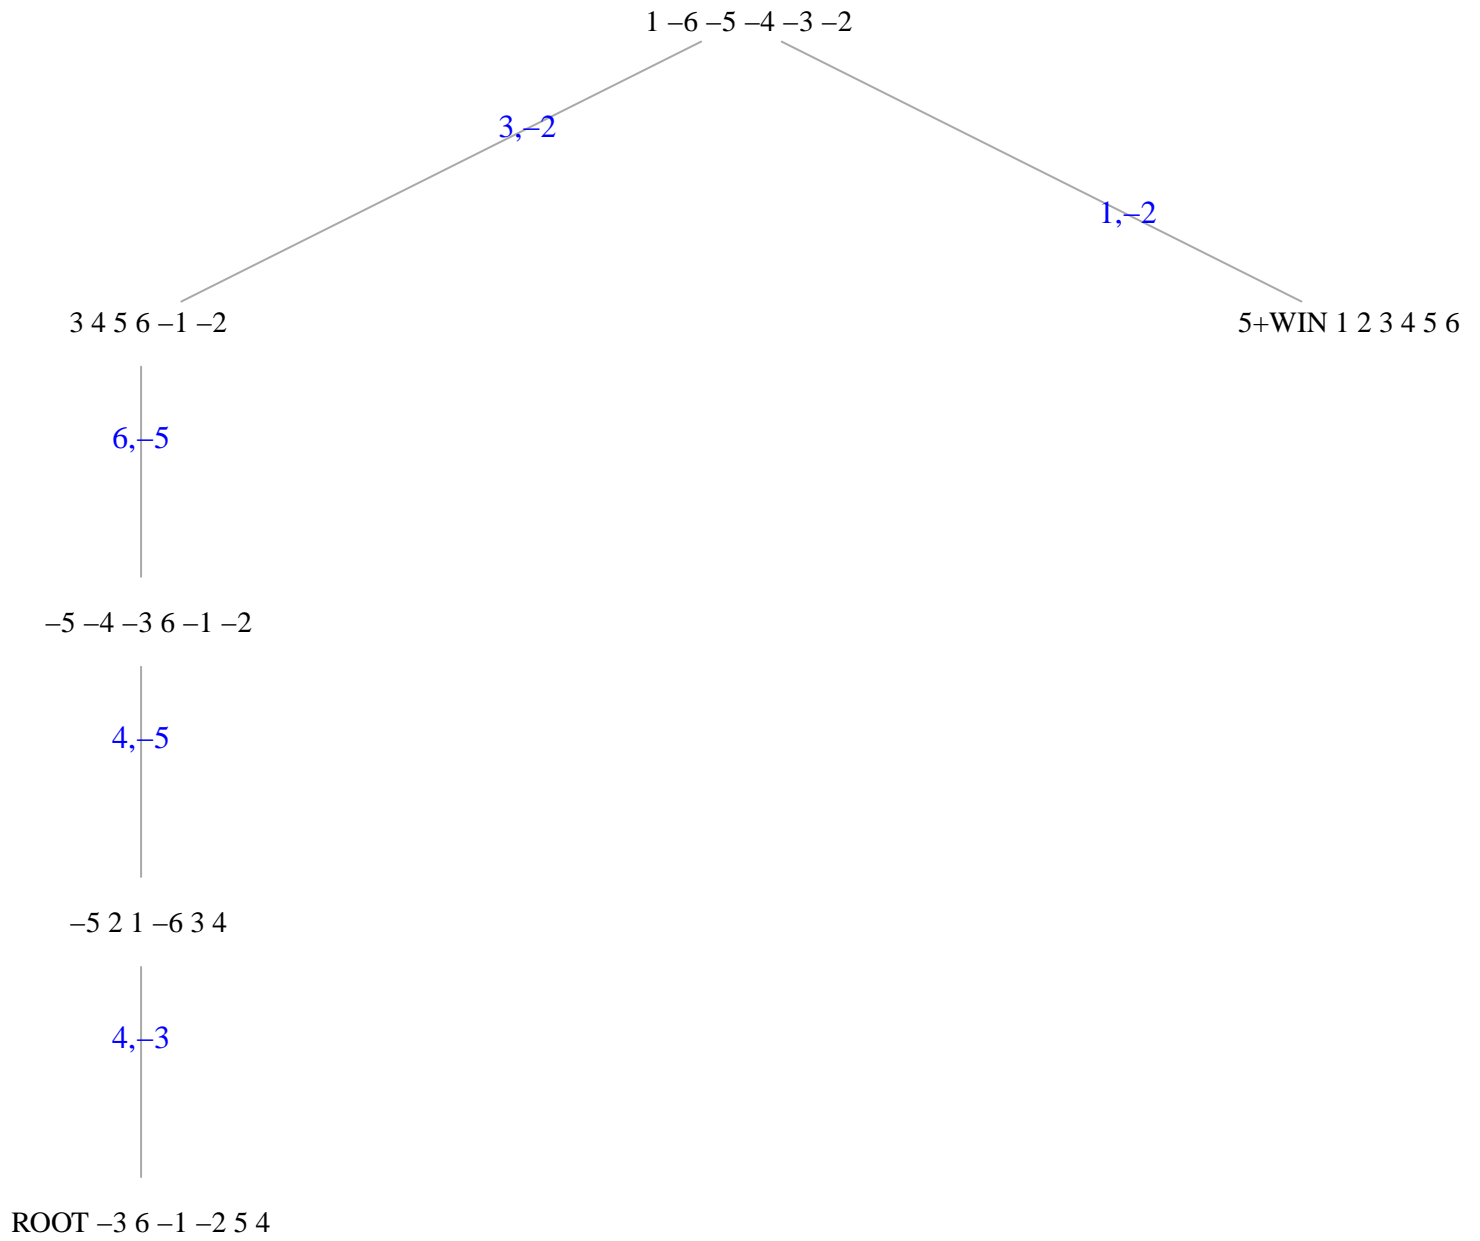 1 –6 –5 –4 –3 –2
3,–2
1,–2
3 4 5 6 –1 –2
5+WIN 1 2 3 4 5 6
6,–5
–5 –4 –3 6 –1 –2
4,–5
–5 2 1 –6 3 4
4,–3
ROOT –3 6 –1 –2 5 4